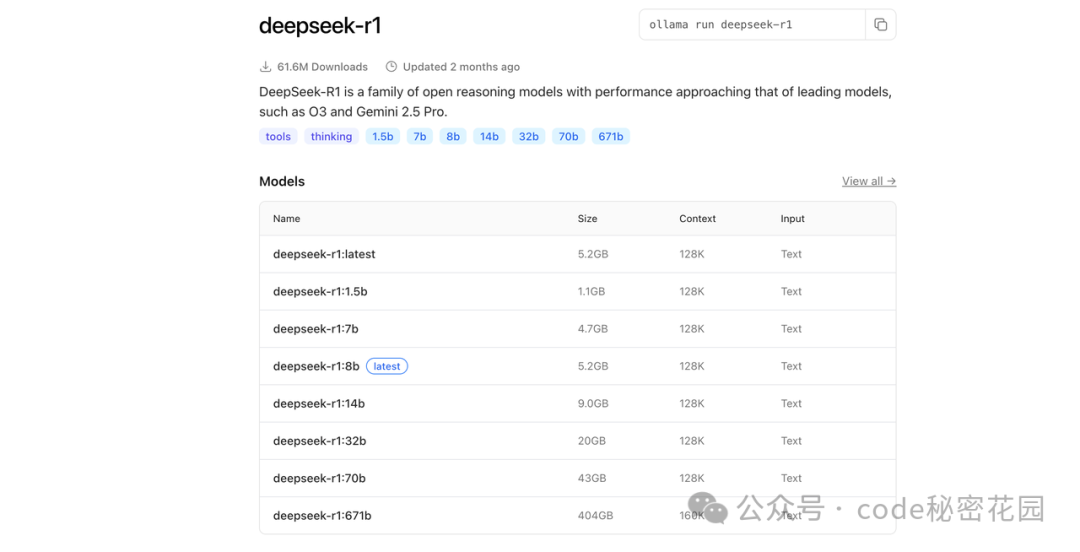 deepseek-r1
ollama run deepseek-r1
61.6M Downloads Updated 2 months ago
DeepSeek-R1 is a family of open reasoning models with performance approaching that of leading models,
such as O3 and Gemini 2.5 Pro.
tools thinking 1.5b 7b 8b 14b 32b 70b 671b
Models View all →
Name Size Context Input
deepseek-r1:latest 5.2GB 128K Text
deepseek-r1:1.5b 1.1GB 128K Text
deepseek-r1:7b 4.7GB 128K Text
deepseek-r1:8b latest 5.2GB 128K Text
deepseek-r1:14b 9.0GB 128K Text
deepseek-r1:32b 20GB 128K Text
deepseek-r1:70b 43GB 128K Text
deepseek-r1:671b 404GB 160K Text
公众号 · code秘密花园